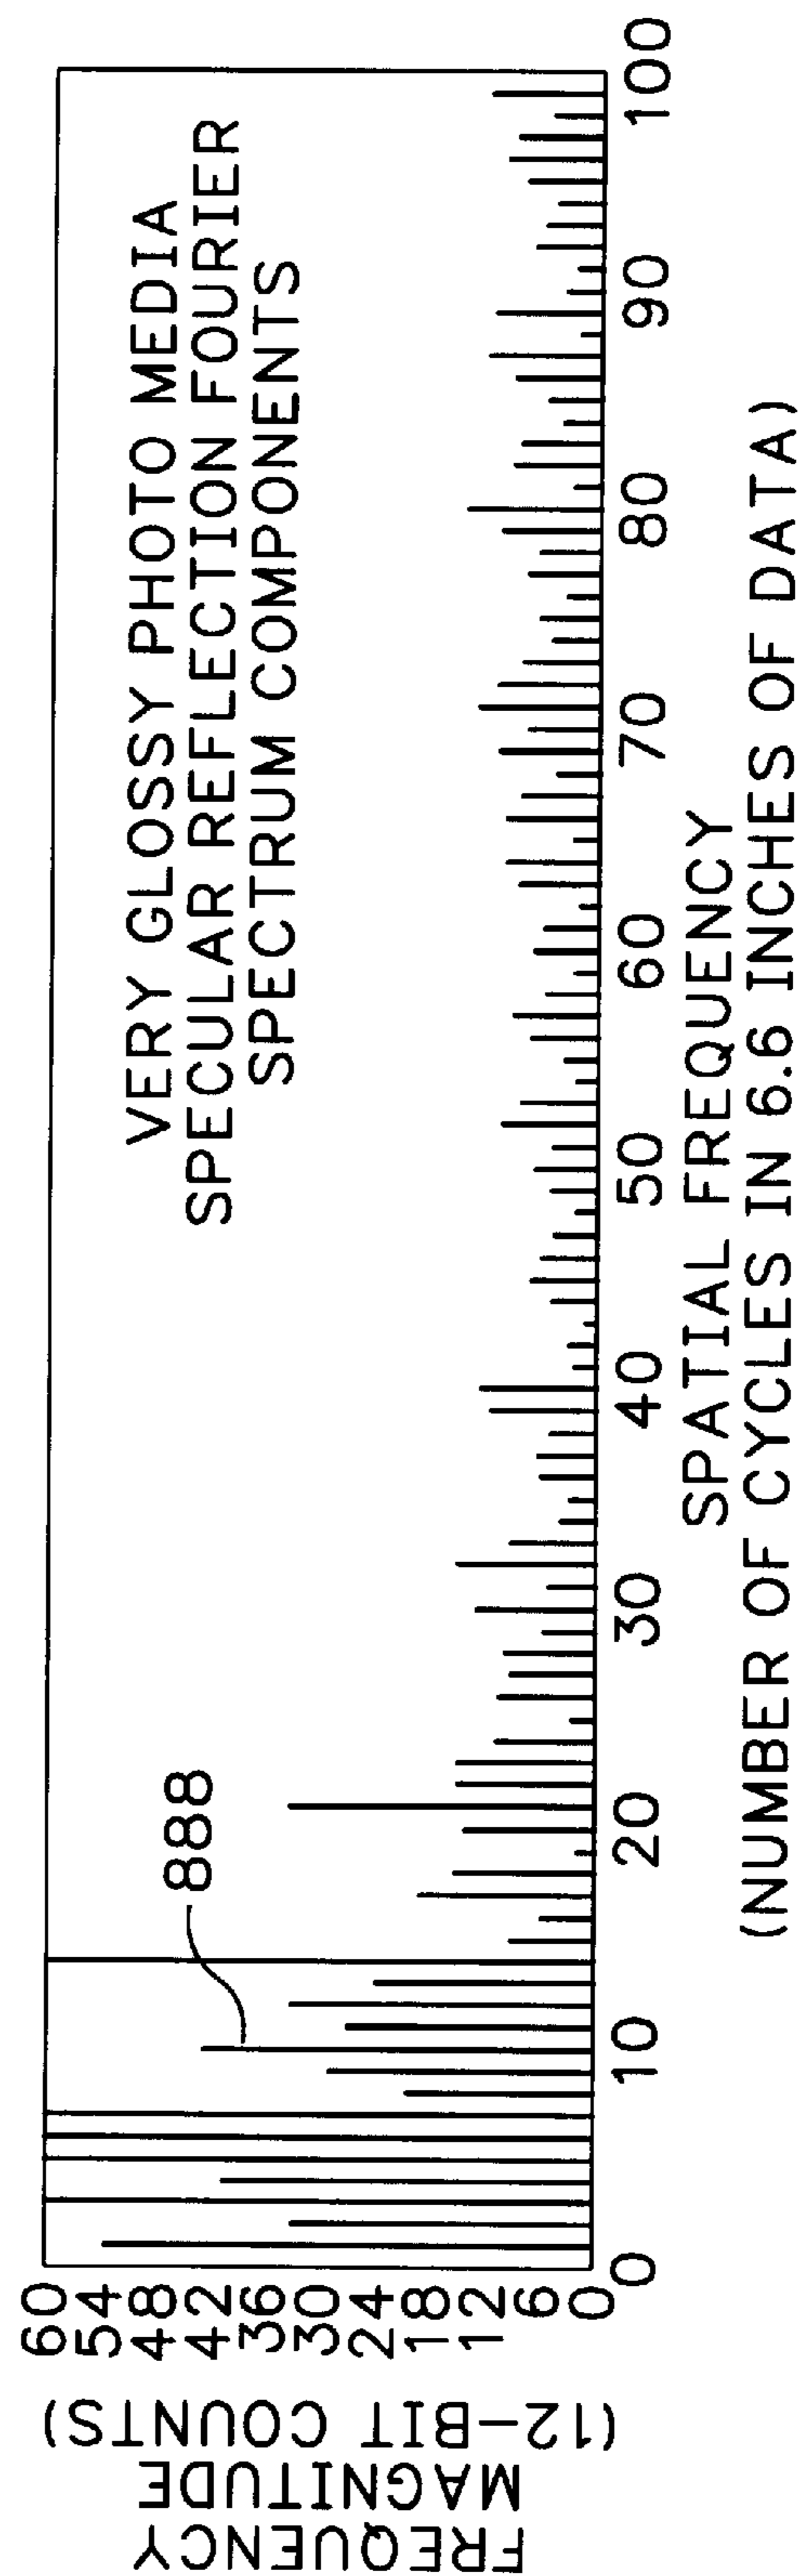 VERY GLOSSY PHOTO MEDIA
SPECULAR REFLECTION FOURIER
SPECTRUM COMPONENTS
888
FREQUENCY
MAGNITUDE
(12-BIT COUNTS)
60
54
48
42
36
30
24
18
12
6
0
0 10 20 30 40 50 60 70 80 90 100
SPATIAL FREQUENCY
(NUMBER OF CYCLES IN 6.6 INCHES OF DATA)